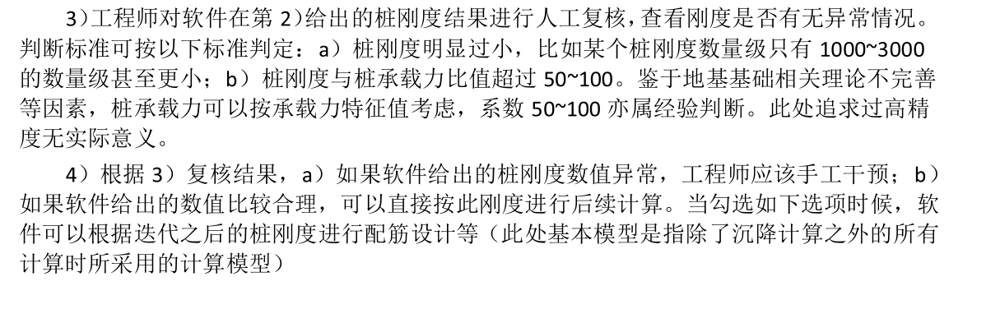 3)工程师对软件在第 2)给出的桩刚度结果进行人工复核，查看刚度是否有无异常情况。
判断标准可按以下标准判定：a）桩刚度明显过小，比如某个桩刚度数量级只有 1000~3000
的数量级甚至更小；b）桩刚度与桩承载力比值超过 50~100。鉴于地基基础相关理论不完善
等因素，桩承载力可以按承载力特征值考虑，系数 50~100 亦属经验判断。此处追求过高精
度无实际意义。
4）根据 3）复核结果，a）如果软件给出的桩刚度数值异常，工程师应该手工干预；b）
如果软件给出的数值比较合理，可以直接按此刚度进行后续计算。当勾选如下选项时候，软
件可以根据迭代之后的桩刚度进行配筋设计等（此处基本模型是指除了沉降计算之外的所有
计算时所采用的计算模型）